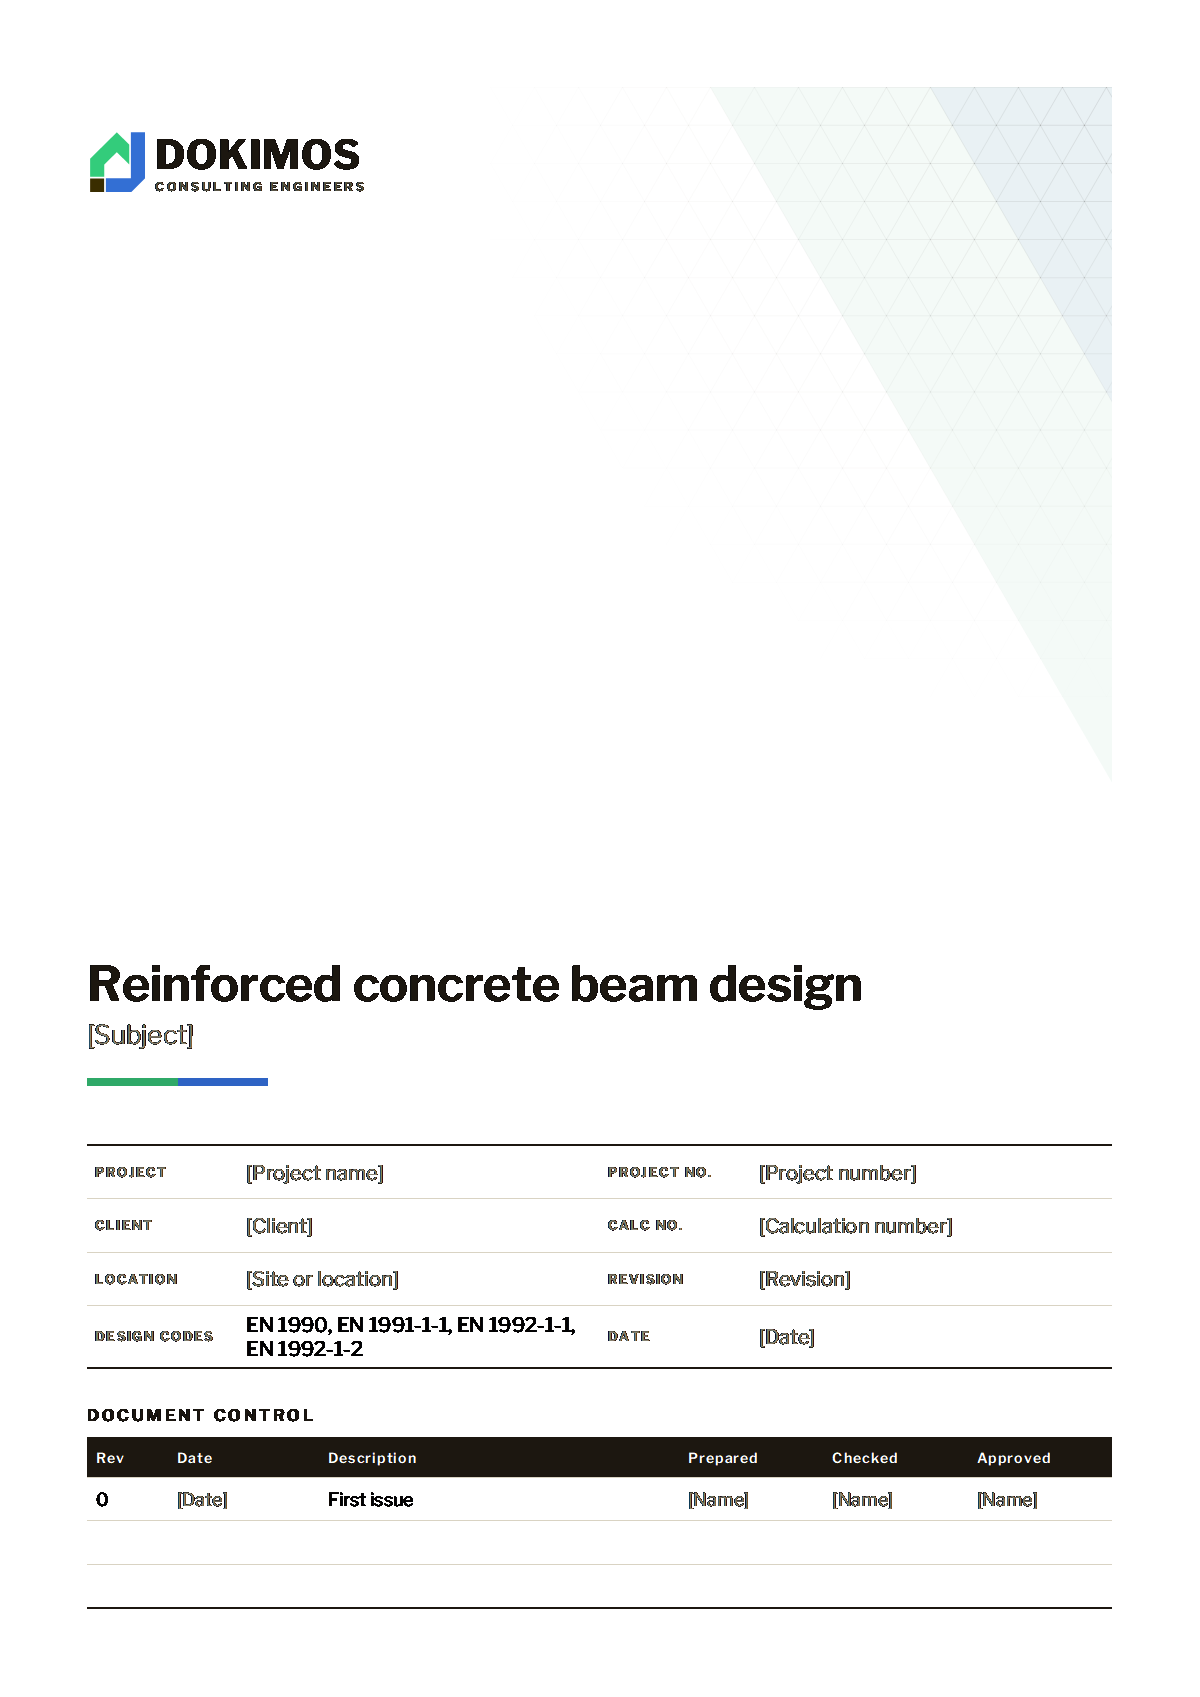 DOKIMOS
CONSULTING ENGINEERS
Reinforced concrete beam design
[Subject]
PROJECT [Project name] PROJECT NO. [Project number]
CLIENT [Client] CALC NO. [Calculation number]
LOCATION [Site or location] REVISION [Revision]
DESIGN CODES EN 1990, EN 1991-1-1, EN 1992-1-1, EN 1992-1-2 DATE [Date]
DOCUMENT CONTROL
Rev Date Description Prepared Checked Approved
0 [Date] First issue [Name] [Name] [Name]